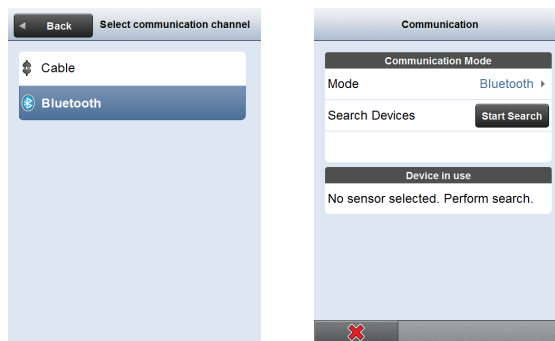 Back
Select communication channel
Cable
Bluetooth
Communication
Communication Mode
Mode Bluetooth
Search Devices Start Search
Device in use
No sensor selected. Perform search.